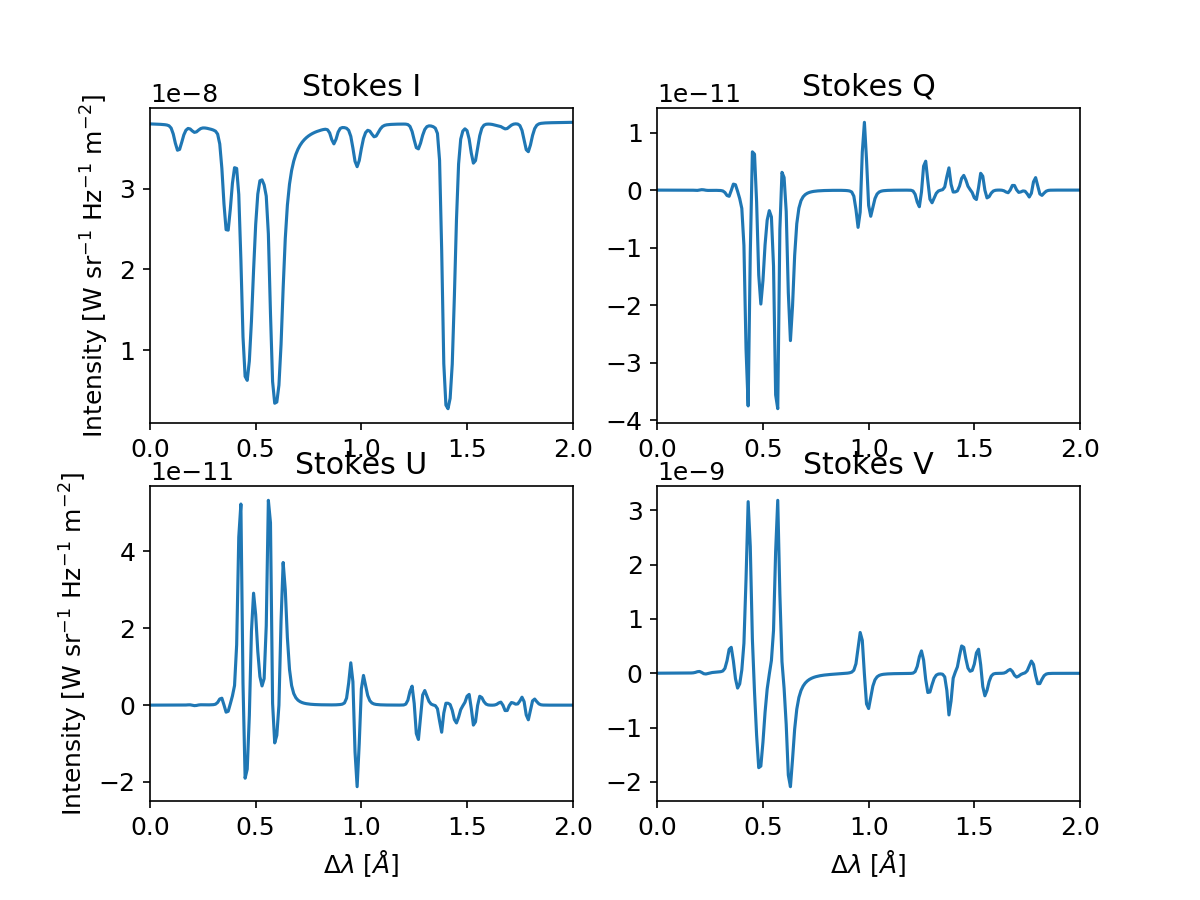 Stokes I
1e−8
Intensity [W sr⁻¹ Hz⁻¹ m⁻²]
3
2
1
0.0 0.5 1.0 1.5 2.0
Stokes Q
1e−11
1
0
−1
−2
−3
−4
0.0 0.5 1.0 1.5 2.0
Stokes U
1e−11
Intensity [W sr⁻¹ Hz⁻¹ m⁻²]
4
2
0
−2
0.0 0.5 1.0 1.5 2.0
Δλ [Å]
Stokes V
1e−9
3
2
1
0
−1
−2
0.0 0.5 1.0 1.5 2.0
Δλ [Å]